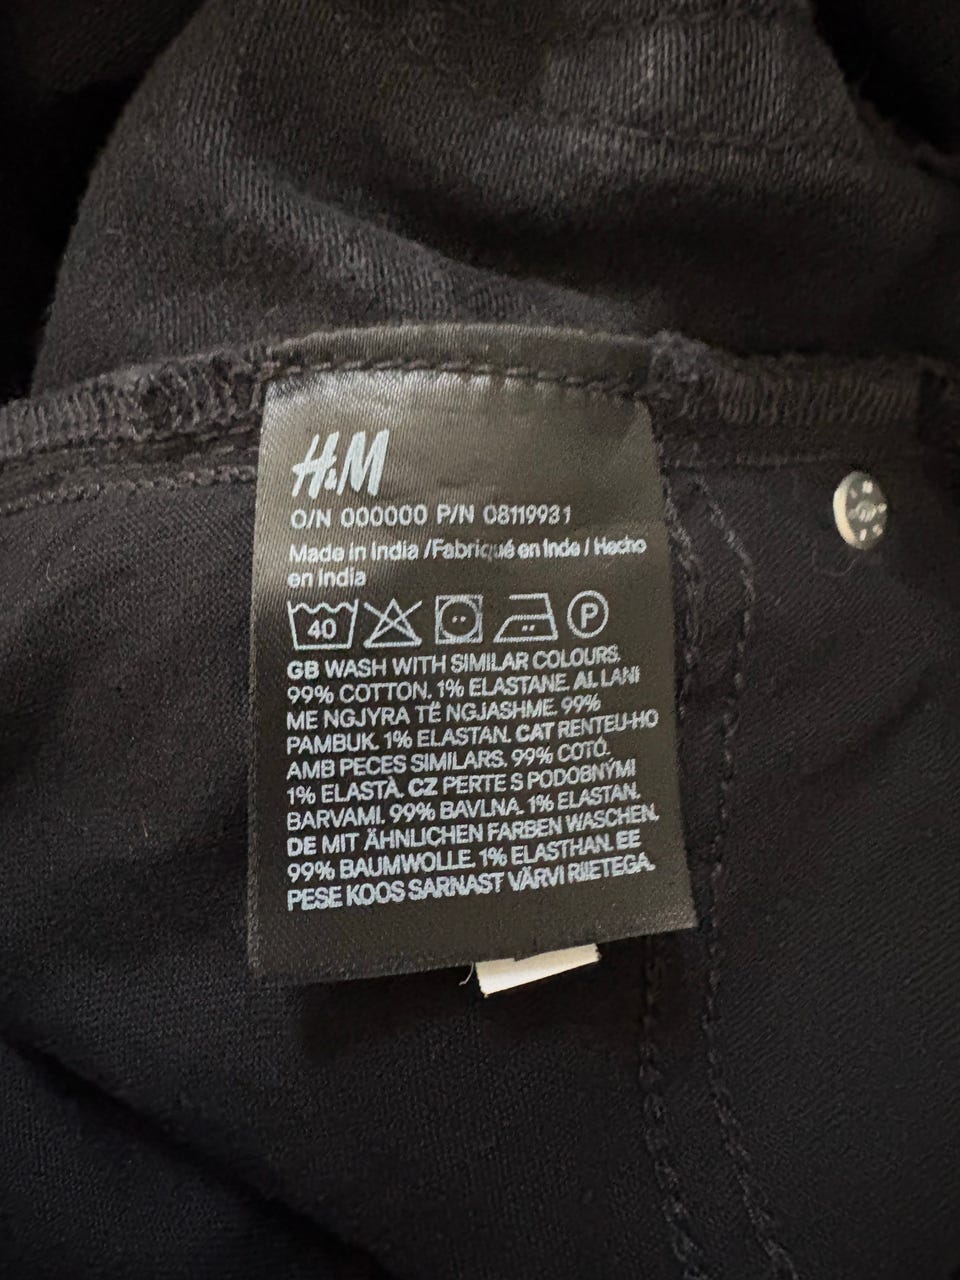 H&M
O/N 000000 P/N 08119931
Made in India /Fabriqué en Inde / Hecho
en India
40 P
GB WASH WITH SIMILAR COLOURS.
99% COTTON. 1% ELASTANE. AL LANI
ME NGJYRA TË NGJASHME. 99%
PAMBUK. 1% ELASTAN. CAT RENTEU-HO
AMB PECES SIMILARS. 99% COTÓ.
1% ELASTÀ. CZ PERTE S PODOBNÝMI
BARVAMI. 99% BAVLNA. 1% ELASTAN.
DE MIT ÄHNLICHEN FARBEN WASCHEN.
99% BAUMWOLLE. 1% ELASTHAN. EE
PESE KOOS SARNAST VÄRVI RIIETEGA.